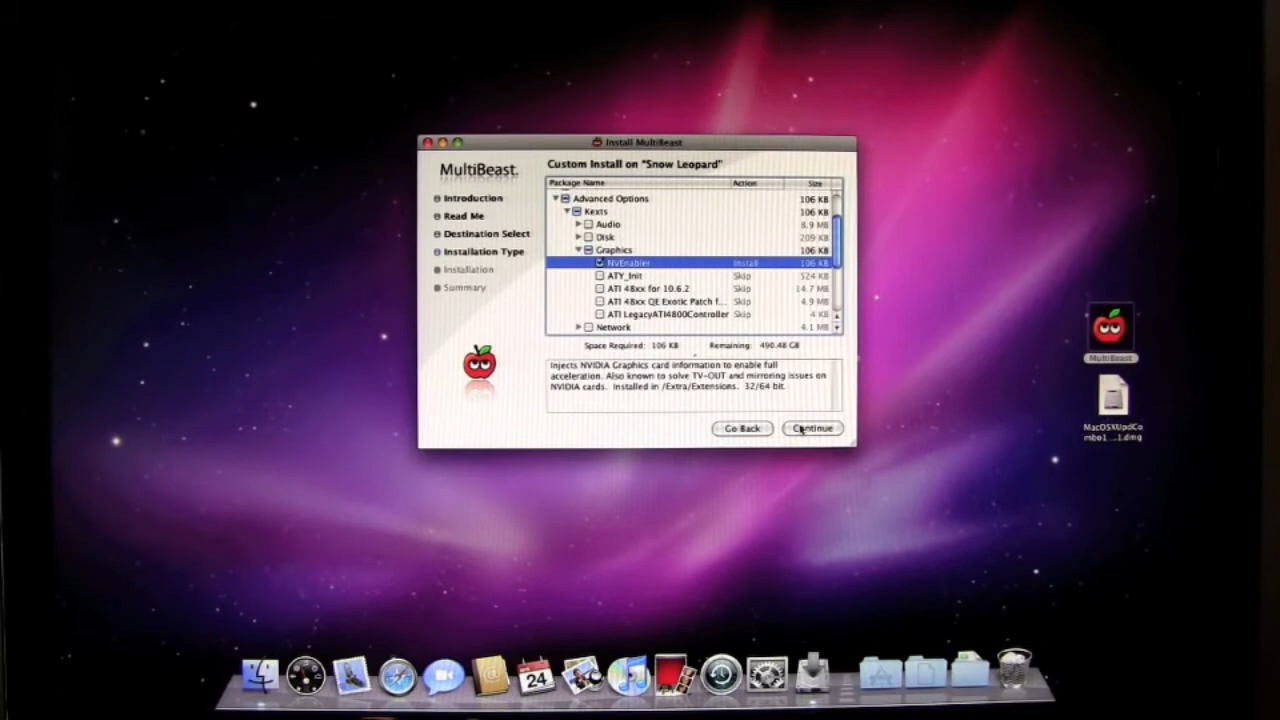 Install MultiBeast
MultiBeast.
Custom Install on "Snow Leopard"
Package Name Action Size
Introduction
Read Me
Destination Select
Installation Type
Installation
Summary
Advanced Options 106 KB
Kexts 106 KB
Audio 8.9 MB
Disk 209 KB
Graphics 106 KB
NVEnabler Install 106 KB
ATY_Init Skip 524 KB
ATI 48xx for 10.6.2 Skip 14.7 MB
ATI 48xx QE Exotic Patch f... Skip 4.9 MB
ATI LegacyATI4800Controller Skip 4 KB
Network 4.1 MB
Space Required: 106 KB Remaining: 490.48 GB
Injects NVIDIA Graphics card information to enable full
acceleration. Also known to solve TV-OUT and mirroring issues on
NVIDIA cards. Installed in /Extra/Extensions. 32/64 bit.
Go Back Continue
MultiBeast
MacOSXUpdCo
mbo1...1.dmg
24